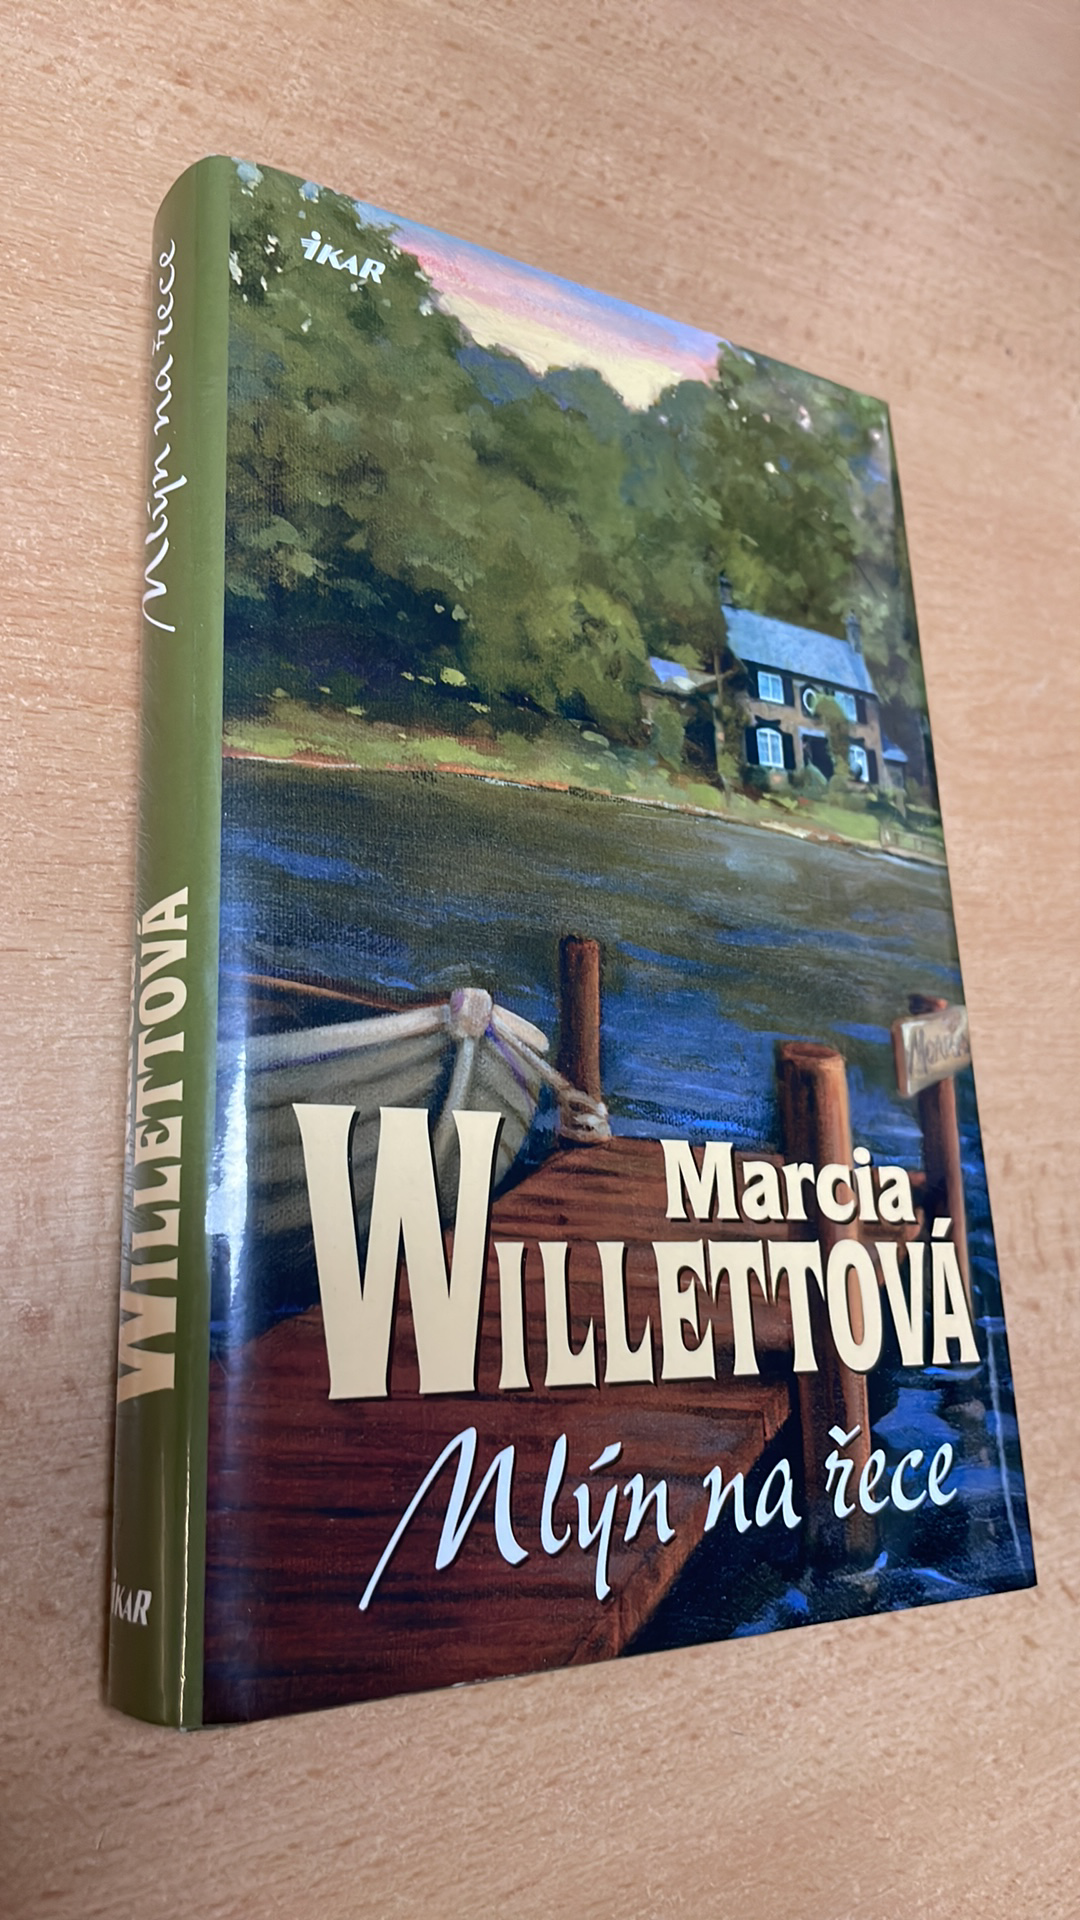 Mlýn na řece
WILLETTOVÁ
iKAR
iKAR
Marcia
WILLETTOVÁ
Mlýn na řece